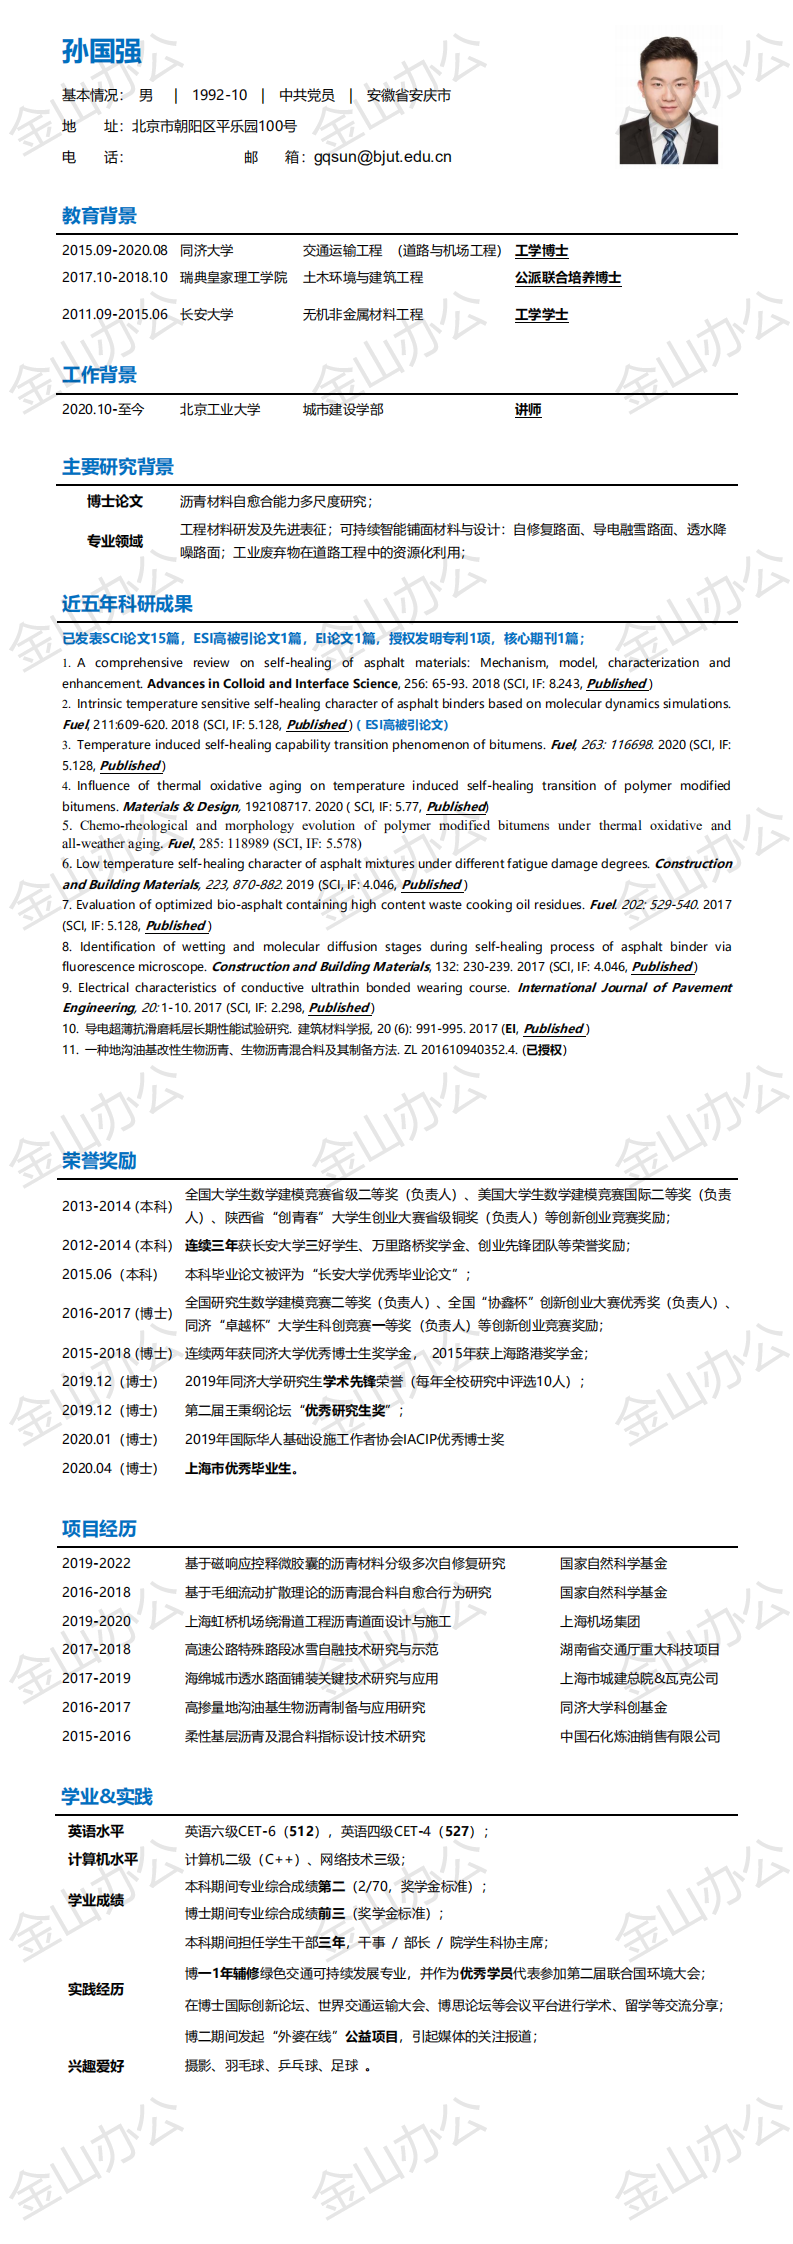 孙国强
基本情况： 男 | 1992-10 | 中共党员 | 安徽省安庆市
地 址：北京市朝阳区平乐园100号
电 话： 邮 箱：gqsun@bjut.edu.cn
教育背景
2015.09-2020.08 同济大学 交通运输工程 （道路与机场工程） 工学博士
2017.10-2018.10 瑞典皇家理工学院 土木环境与建筑工程 公派联合培养博士
2011.09-2015.06 长安大学 无机非金属材料工程 工学学士
工作背景
2020.10-至今 北京工业大学 城市建设学部 讲师
主要研究背景
博士论文 沥青材料自愈合能力多尺度研究；
专业领域 工程材料研发及先进表征；可持续智能铺面材料与设计：自修复路面、导电融雪路面、透水降
噪路面；工业废弃物在道路工程中的资源化利用；
近五年科研成果
已发表SCI论文15篇，ESI高被引论文1篇，EI论文1篇，授权发明专利1项，核心期刊1篇；
1. A comprehensive review on self-healing of asphalt materials: Mechanism, model, characterization and
enhancement. Advances in Colloid and Interface Science, 256: 65-93. 2018 (SCI, IF: 8.243, Published )
2. Intrinsic temperature sensitive self-healing character of asphalt binders based on molecular dynamics simulations.
Fuel, 211:609-620. 2018 (SCI, IF: 5.128, Published ) ( ESI高被引论文)
3. Temperature induced self-healing capability transition phenomenon of bitumens. Fuel, 263: 116698. 2020 (SCI, IF:
5.128, Published )
4. Influence of thermal oxidative aging on temperature induced self-healing transition of polymer modified
bitumens. Materials & Design, 192108717. 2020 ( SCI, IF: 5.77, Published)
5. Chemo-rheological and morphology evolution of polymer modified bitumens under thermal oxidative and
all-weather aging. Fuel, 285: 118989 (SCI, IF: 5.578)
6. Low temperature self-healing character of asphalt mixtures under different fatigue damage degrees. Construction
and Building Materials, 223, 870-882. 2019 (SCI, IF: 4.046, Published )
7. Evaluation of optimized bio-asphalt containing high content waste cooking oil residues. Fuel. 202: 529-540. 2017
(SCI, IF: 5.128, Published )
8. Identification of wetting and molecular diffusion stages during self-healing process of asphalt binder via
fluorescence microscope. Construction and Building Materials, 132: 230-239. 2017 (SCI, IF: 4.046, Published )
9. Electrical characteristics of conductive ultrathin bonded wearing course. International Journal of Pavement
Engineering, 20: 1-10. 2017 (SCI, IF: 2.298, Published )
10. 导电超薄抗滑磨耗层长期性能试验研究. 建筑材料学报, 20 (6): 991-995. 2017 (EI, Published )
11. 一种地沟油基改性生物沥青、生物沥青混合料及其制备方法. ZL 201610940352.4. (已授权)
荣誉奖励
2013-2014 (本科) 全国大学生数学建模竞赛省级二等奖（负责人）、美国大学生数学建模竞赛国际二等奖（负责
人）、陕西省“创青春”大学生创业大赛省级铜奖（负责人）等创新创业竞赛奖励；
2012-2014 (本科) 连续三年获长安大学三好学生、万里路桥奖学金、创业先锋团队等荣誉奖励；
2015.06（本科） 本科毕业论文被评为“长安大学优秀毕业论文”；
2016-2017 (博士) 全国研究生数学建模竞赛二等奖（负责人）、全国“协鑫杯”创新创业大赛优秀奖（负责人）、
同济“卓越杯”大学生科创竞赛一等奖（负责人）等创新创业竞赛奖励；
2015-2018 (博士) 连续两年获同济大学优秀博士生奖学金， 2015年获上海路港奖学金；
2019.12（博士） 2019年同济大学研究生学术先锋荣誉（每年全校研究中评选10人）；
2019.12（博士） 第二届王秉纲论坛“优秀研究生奖”；
2020.01（博士） 2019年国际华人基础设施工作者协会IACIP优秀博士奖
2020.04（博士） 上海市优秀毕业生。
项目经历
2019-2022 基于磁响应控释微胶囊的沥青材料分级多次自修复研究 国家自然科学基金
2016-2018 基于毛细流动扩散理论的沥青混合料自愈合行为研究 国家自然科学基金
2019-2020 上海虹桥机场绕滑道工程沥青道面设计与施工 上海机场集团
2017-2018 高速公路特殊路段冰雪自融技术研究与示范 湖南省交通厅重大科技项目
2017-2019 海绵城市透水路面铺装关键技术研究与应用 上海市城建总院&瓦克公司
2016-2017 高掺量地沟油基生物沥青制备与应用研究 同济大学科创基金
2015-2016 柔性基层沥青及混合料指标设计技术研究 中国石化炼油销售有限公司
学业&实践
英语水平 英语六级CET-6（512），英语四级CET-4（527）；
计算机水平 计算机二级（C++）、网络技术三级；
学业成绩 本科期间专业综合成绩第二（2/70，奖学金标准）；
博士期间专业综合成绩前三（奖学金标准）；
实践经历 本科期间担任学生干部三年，干事 / 部长 / 院学生科协主席；
博一1年辅修绿色交通可持续发展专业，并作为优秀学员代表参加第二届联合国环境大会；
在博士国际创新论坛、世界交通运输大会、博思论坛等会议平台进行学术、留学等交流分享；
博二期间发起“外婆在线”公益项目，引起媒体的关注报道；
兴趣爱好 摄影、羽毛球、乒乓球、足球 。